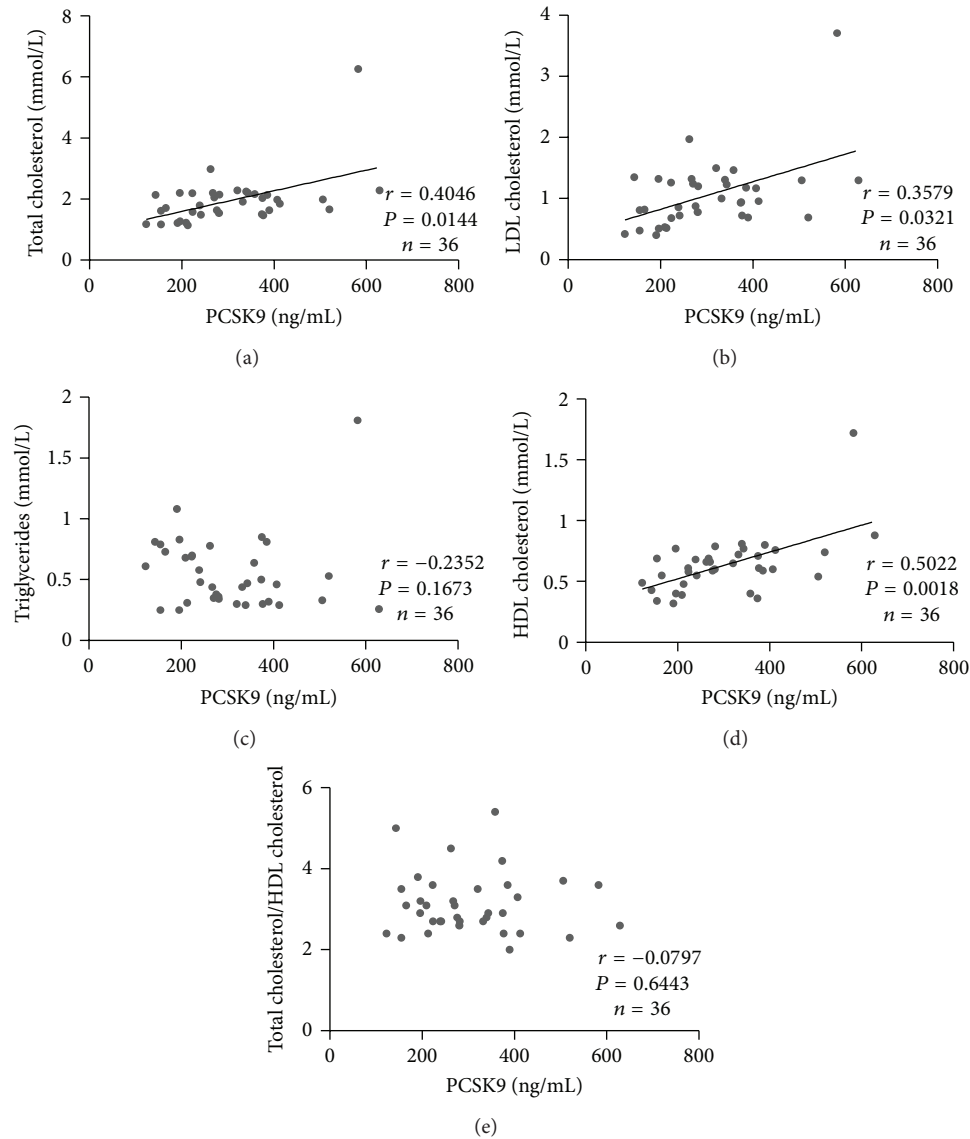 8
6
4
2
0
Total cholesterol (mmol/L)
r = 0.4046
P = 0.0144
n = 36
0 200 400 600 800
PCSK9 (ng/mL)
(a)
4
3
2
1
0
LDL cholesterol (mmol/L)
r = 0.3579
P = 0.0321
n = 36
0 200 400 600 800
PCSK9 (ng/mL)
(b)
2
1.5
1
0.5
0
Triglycerides (mmol/L)
r = −0.2352
P = 0.1673
n = 36
0 200 400 600 800
PCSK9 (ng/mL)
(c)
2
1.5
1
0.5
0
HDL cholesterol (mmol/L)
r = 0.5022
P = 0.0018
n = 36
0 200 400 600 800
PCSK9 (ng/mL)
(d)
6
4
2
0
Total cholesterol/HDL cholesterol
r = −0.0797
P = 0.6443
n = 36
0 200 400 600 800
PCSK9 (ng/mL)
(e)